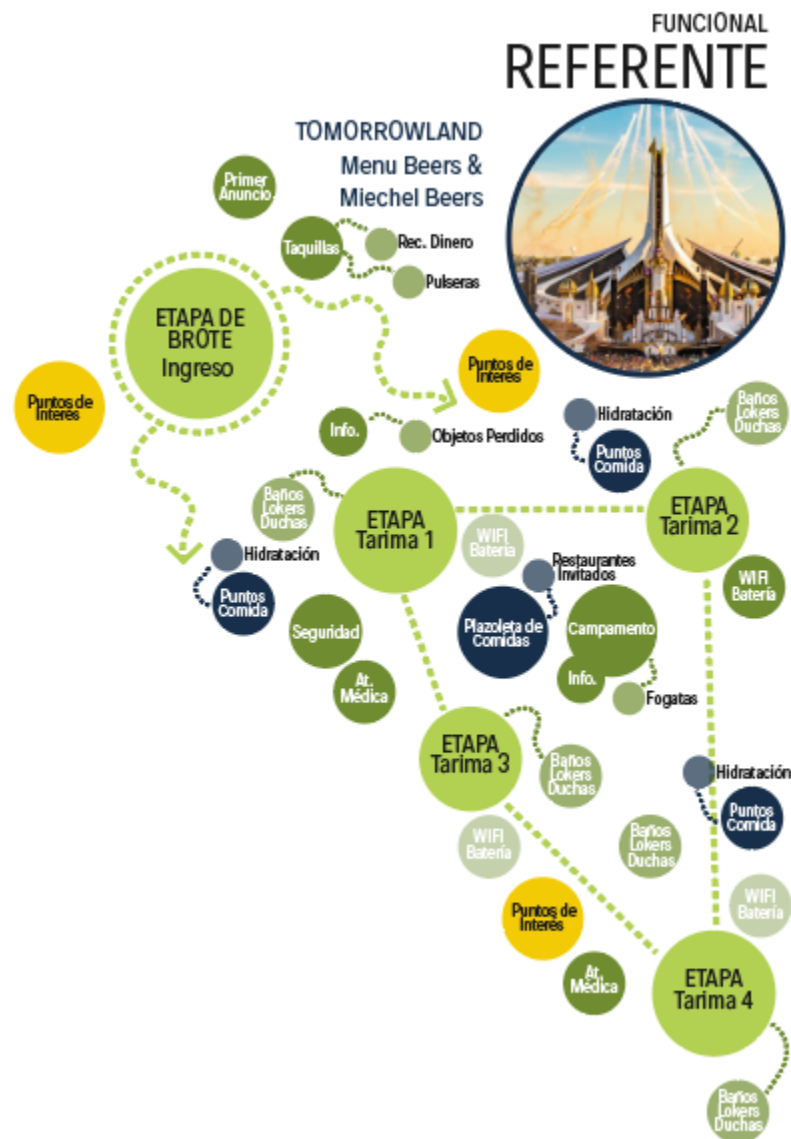 FUNCIONAL
REFERENTE
TOMORROWLAND
Menu Beers &
Miechel Beers
Primer
Anuncio
Taquillas
Rec. Dinero
Pulseras
ETAPA DE
BROTE
Ingreso
Puntos de
Interés
Puntos de
Interés
Info.
Objetos Perdidos
Hidratación
Puntos
Comida
Baños
Lokers
Duchas
Baños
Lokers
Duchas
ETAPA
Tarima 1
ETAPA
Tarima 2
WIFI
Batería
Hidratación
Puntos
Comida
Restaurantes
Invitados
WIFI
Batería
Seguridad
Plazoleta de
Comidas
Campamento
At.
Médica
Info.
Fogatas
ETAPA
Tarima 3
Baños
Lokers
Duchas
Hidratación
Puntos
Comida
WIFI
Batería
Baños
Lokers
Duchas
Puntos de
Interés
WIFI
Batería
At.
Médica
ETAPA
Tarima 4
Baños
Lokers
Duchas